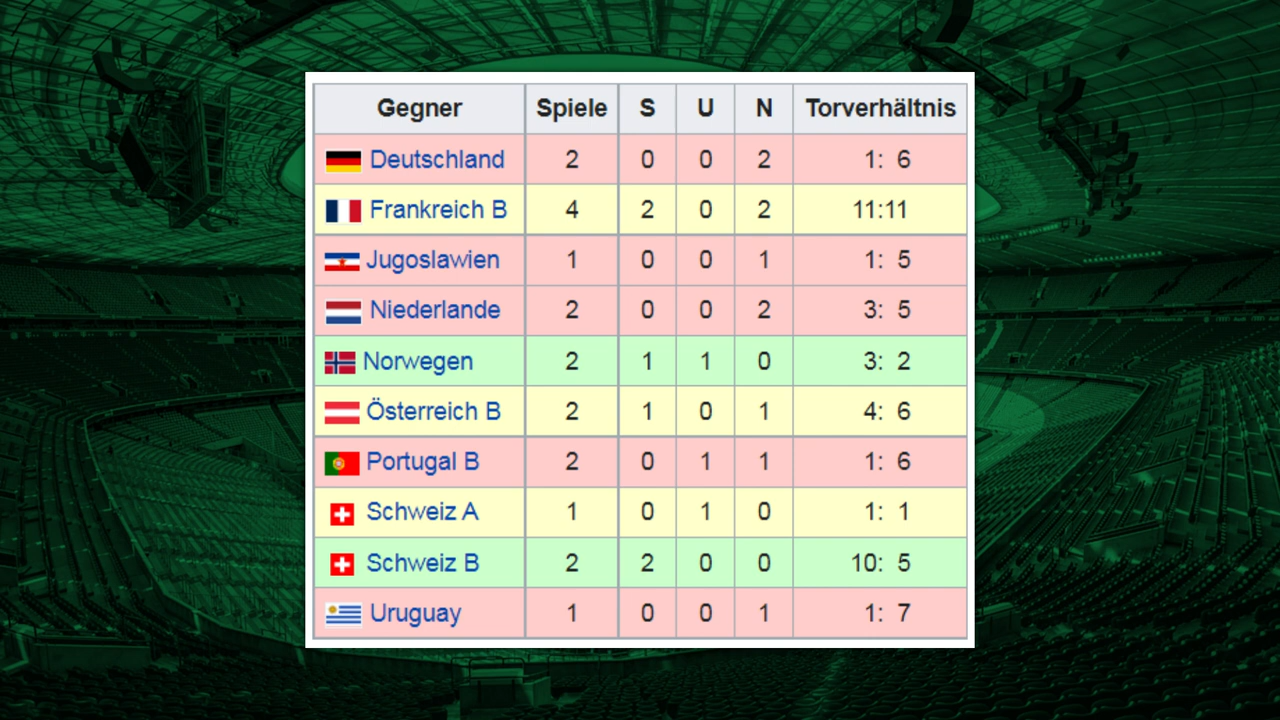 Gegner Spiele S U N Torverhältnis
Deutschland 2 0 0 2 1: 6
Frankreich B 4 2 0 2 11:11
Jugoslawien 1 0 0 1 1: 5
Niederlande 2 0 0 2 3: 5
Norwegen 2 1 1 0 3: 2
Österreich B 2 1 0 1 4: 6
Portugal B 2 0 1 1 1: 6
Schweiz A 1 0 1 0 1: 1
Schweiz B 2 2 0 0 10: 5
Uruguay 1 0 0 1 1: 7